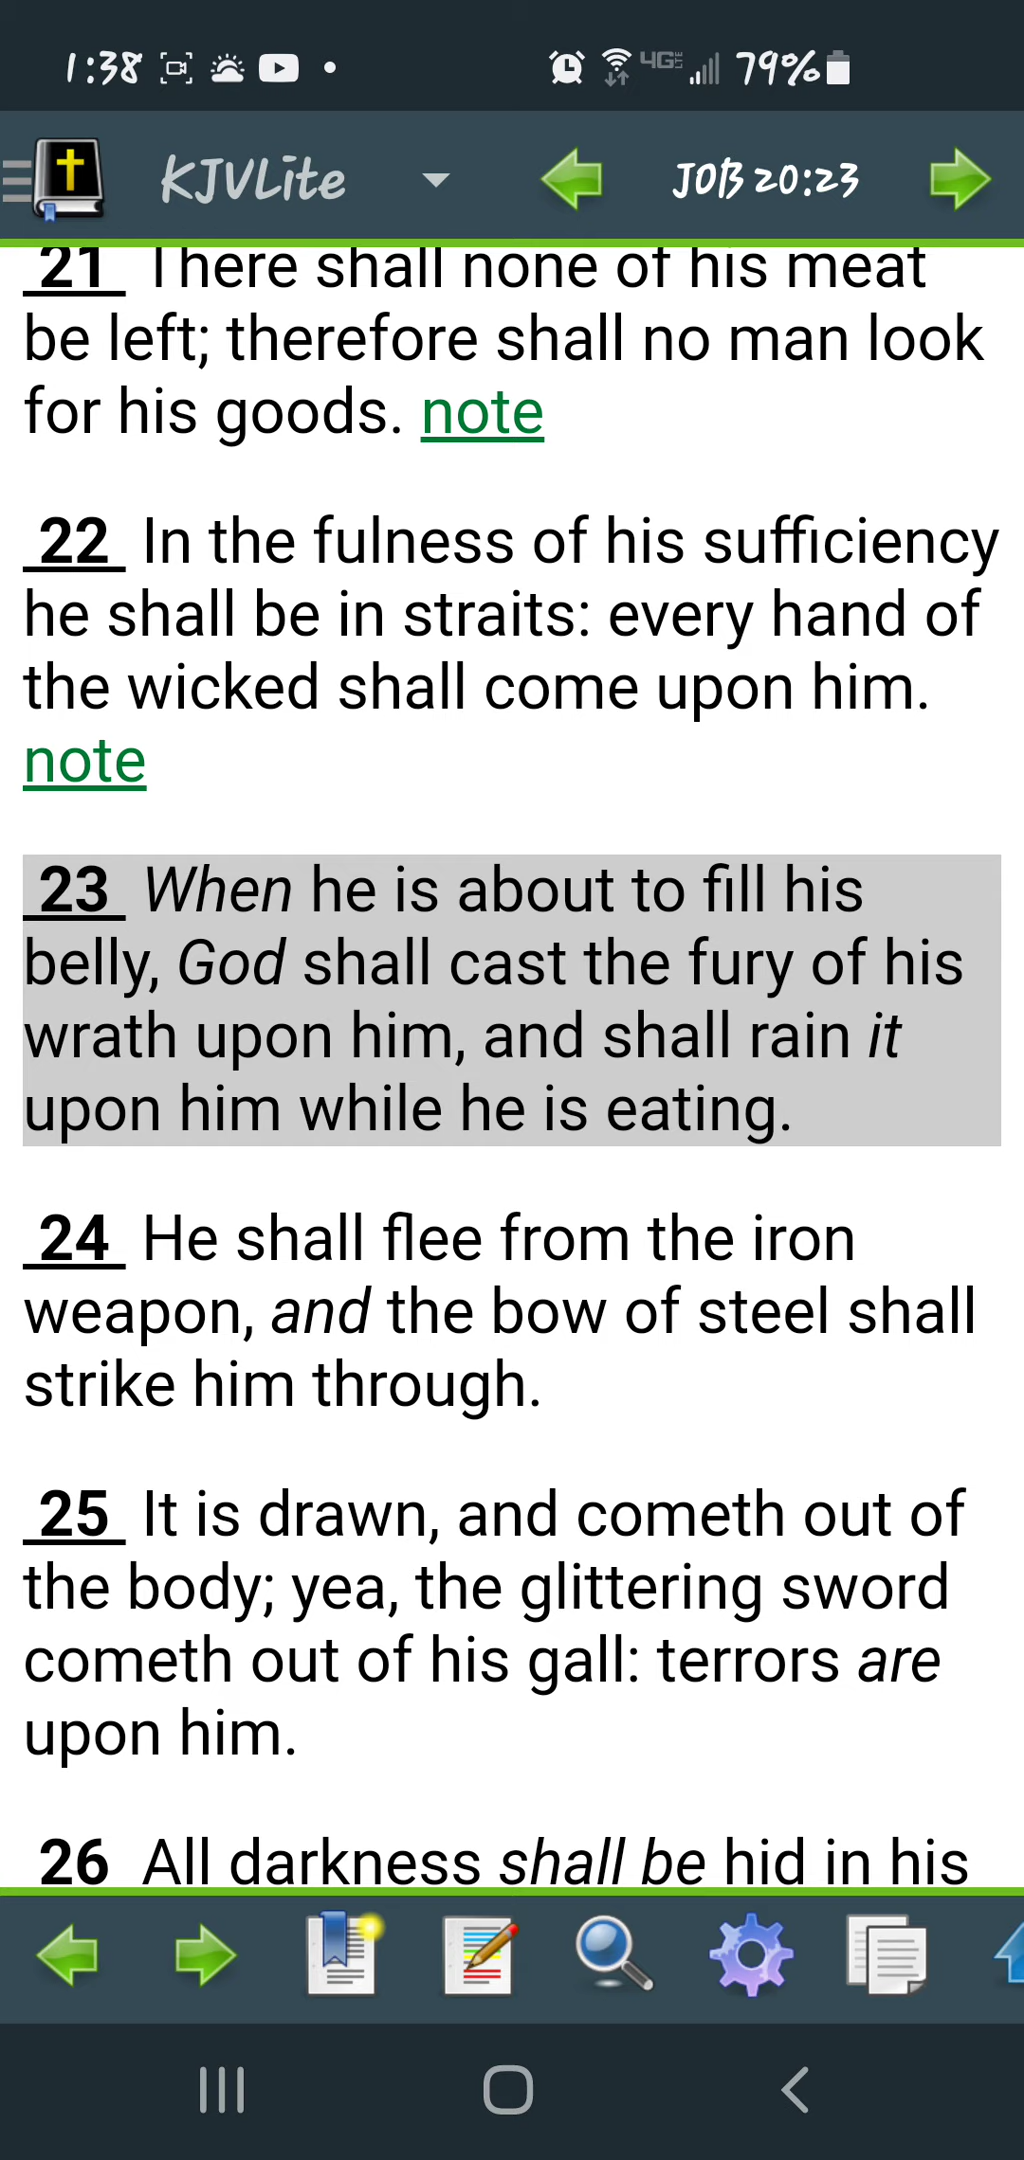 1:38 4G LTE 79%
KJVLite JOB 20:23
21 There shall none of his meat
be left; therefore shall no man look
for his goods. note
22 In the fulness of his sufficiency
he shall be in straits: every hand of
the wicked shall come upon him.
note
23 When he is about to fill his
belly, God shall cast the fury of his
wrath upon him, and shall rain it
upon him while he is eating.
24 He shall flee from the iron
weapon, and the bow of steel shall
strike him through.
25 It is drawn, and cometh out of
the body; yea, the glittering sword
cometh out of his gall: terrors are
upon him.
26 All darkness shall be hid in his